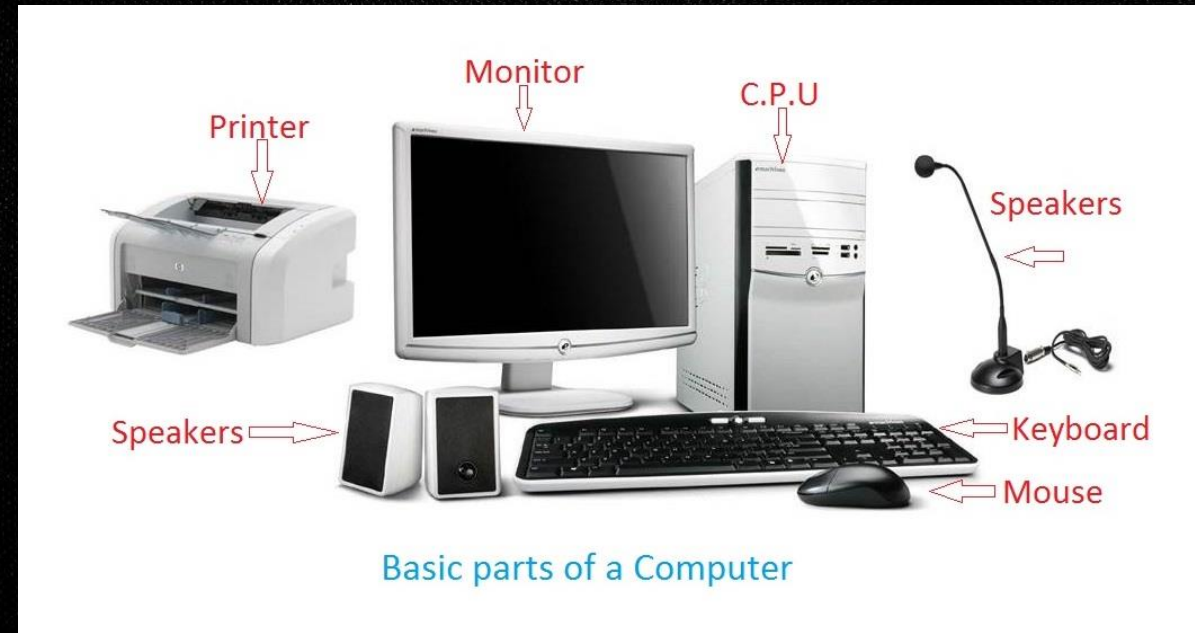 Monitor
C.P.U
Printer
Speakers
Speakers
Keyboard
Mouse
Basic parts of a Computer